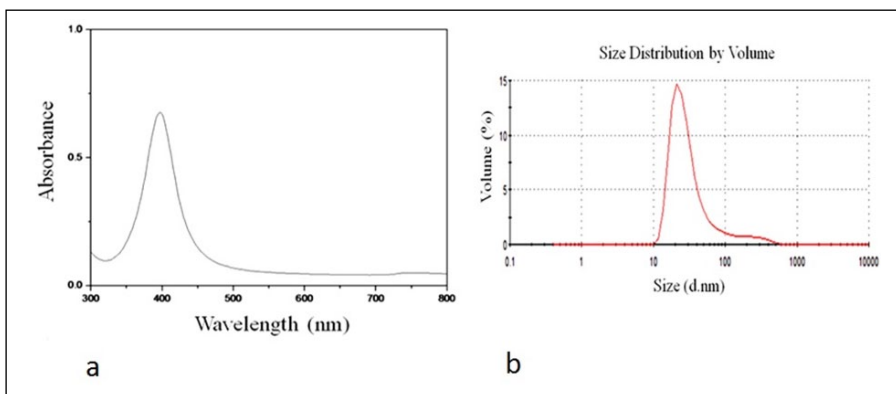 1.0
0.5
0.0
Absorbance
300 400 500 600 700 800
Wavelength (nm)
a
Size Distribution by Volume
15
10
5
0
Volume (%)
0.1 1 10 100 1000 10000
Size (d.nm)
b